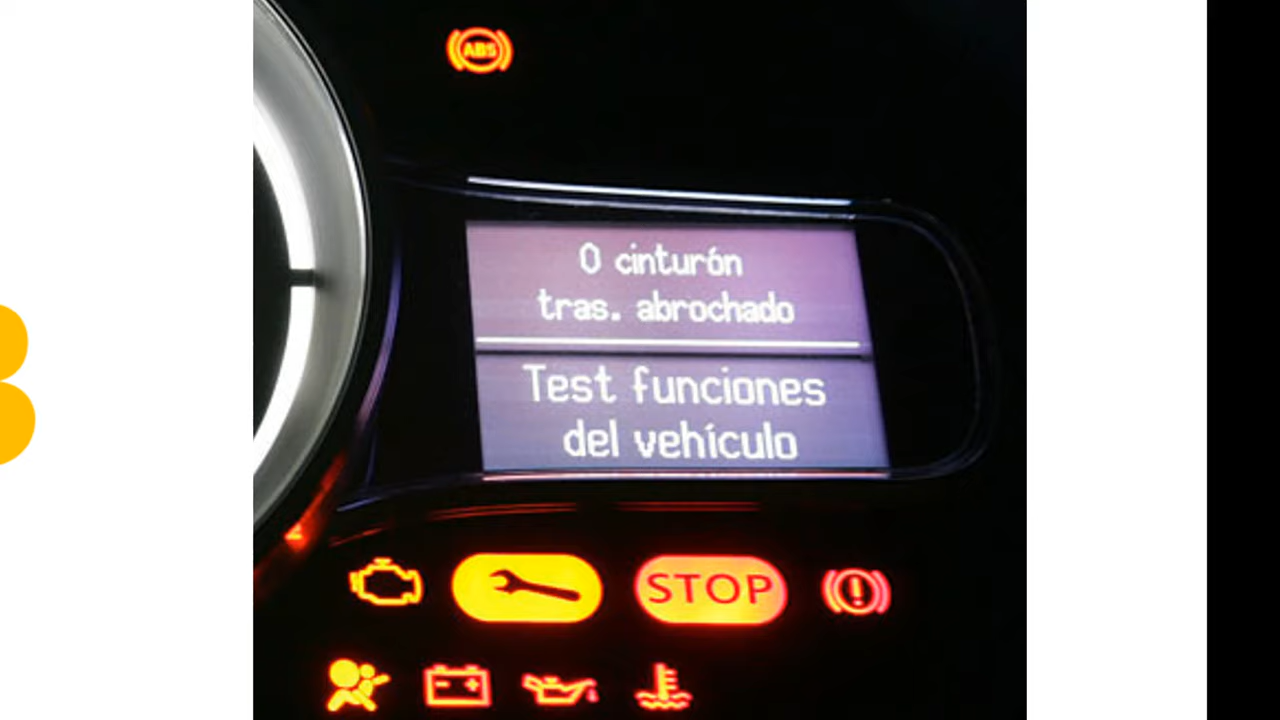 ABS
0 cinturón
tras. abrochado
Test funciones
del vehículo
STOP